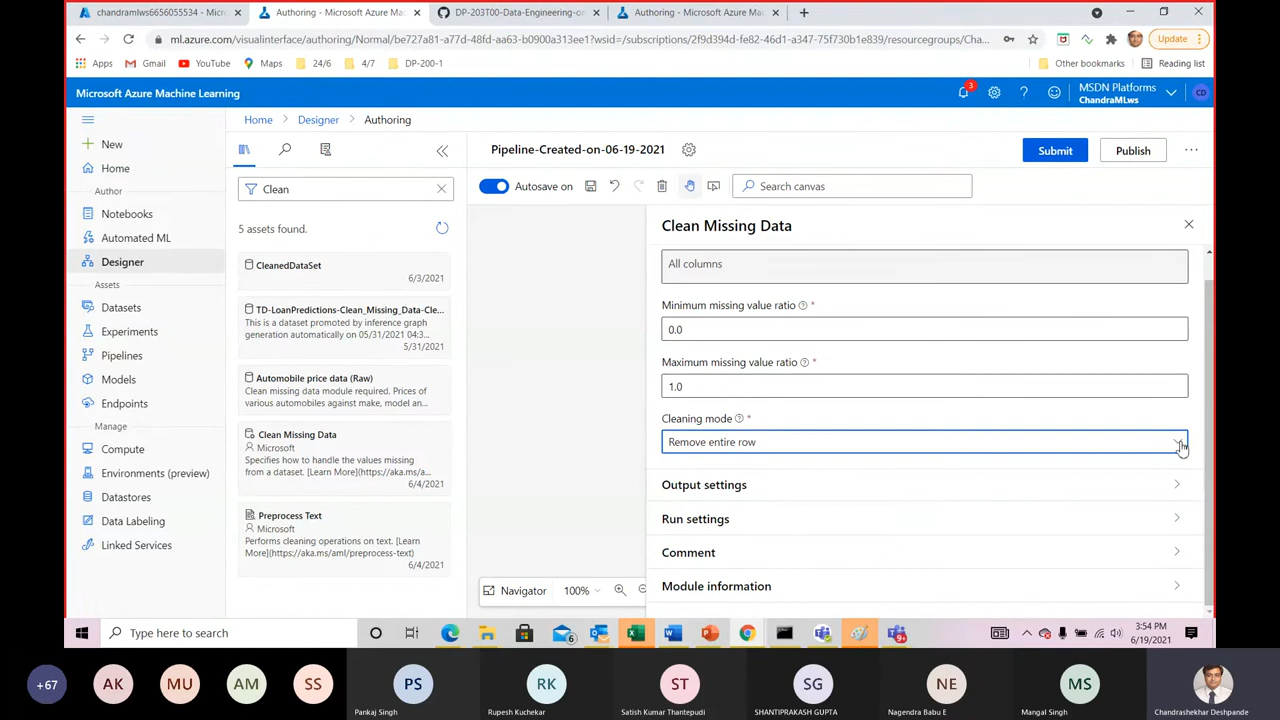 chandramlws6656055534 - Micr
Authoring - Microsoft Azure Machi
DP-203T00-Data-Engineering-on
Authoring - Microsoft Azure Mach
ml.azure.com/visualinterface/authoring/Normal/be727a81-a77d-48fd-aa63-b0900a313ee1?wsid=/subscriptions/2f9d394d-fe82-46d1-a347-75f730b1e839/resourcegroups/Cha...
Update
Apps
Gmail
YouTube
Maps
24/6
4/7
DP-200-1
Other bookmarks
Reading list
Microsoft Azure Machine Learning
3
MSDN Platforms
ChandraMLws
CD
New
Home
Author
Notebooks
Automated ML
Designer
Assets
Datasets
Experiments
Pipelines
Models
Endpoints
Manage
Compute
Environments (preview)
Datastores
Data Labeling
Linked Services
Home > Designer > Authoring
Clean
5 assets found.
CleanedDataSet
6/3/2021
TD-LoanPredictions-Clean_Missing_Data-Cle...
This is a dataset promoted by inference graph
generation automatically on 05/31/2021 04:3...
5/31/2021
Automobile price data (Raw)
Clean missing data module required. Prices of
various automobiles against make, model an...
Clean Missing Data
Microsoft
Specifies how to handle the values missing
from a dataset. [Learn More](https://aka.ms/a...
6/4/2021
Preprocess Text
Microsoft
Performs cleaning operations on text. [Learn
More](https://aka.ms/aml/preprocess-text)
6/4/2021
Pipeline-Created-on-06-19-2021
Submit
Publish
Autosave on
Search canvas
Navigator
100%
Clean Missing Data
All columns
Minimum missing value ratio *
0.0
Maximum missing value ratio *
1.0
Cleaning mode *
Remove entire row
Output settings
Run settings
Comment
Module information
Type here to search
6
9+
3:54 PM
6/19/2021
+67
AK
MU
AM
SS
PS
Pankaj Singh
RK
Rupesh Kuchekar
ST
Satish Kumar Thantepudi
SG
SHANTIPRAKASH GUPTA
NE
Nagendra Babu E
MS
Mangal Singh
Chandrashekhar Deshpande